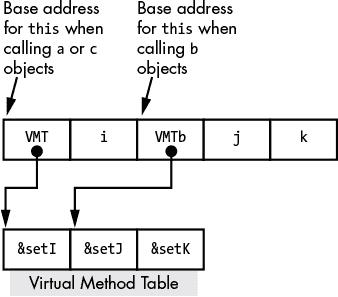 Base address
for this when
calling a or c
objects
Base address
for this when
calling b
objects
VMT i VMTb j k
&setI &setJ &setK
Virtual Method Table